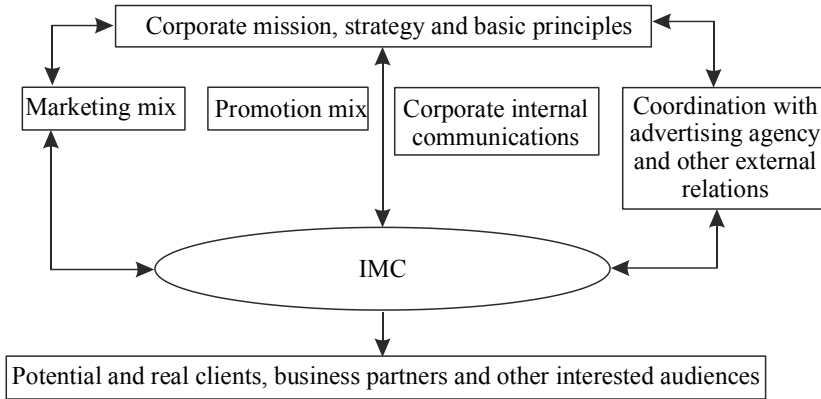 Corporate mission, strategy and basic principles
Marketing mix
Promotion mix
Corporate internal
communications
Coordination with
advertising agency
and other external
relations
IMC
Potential and real clients, business partners and other interested audiences